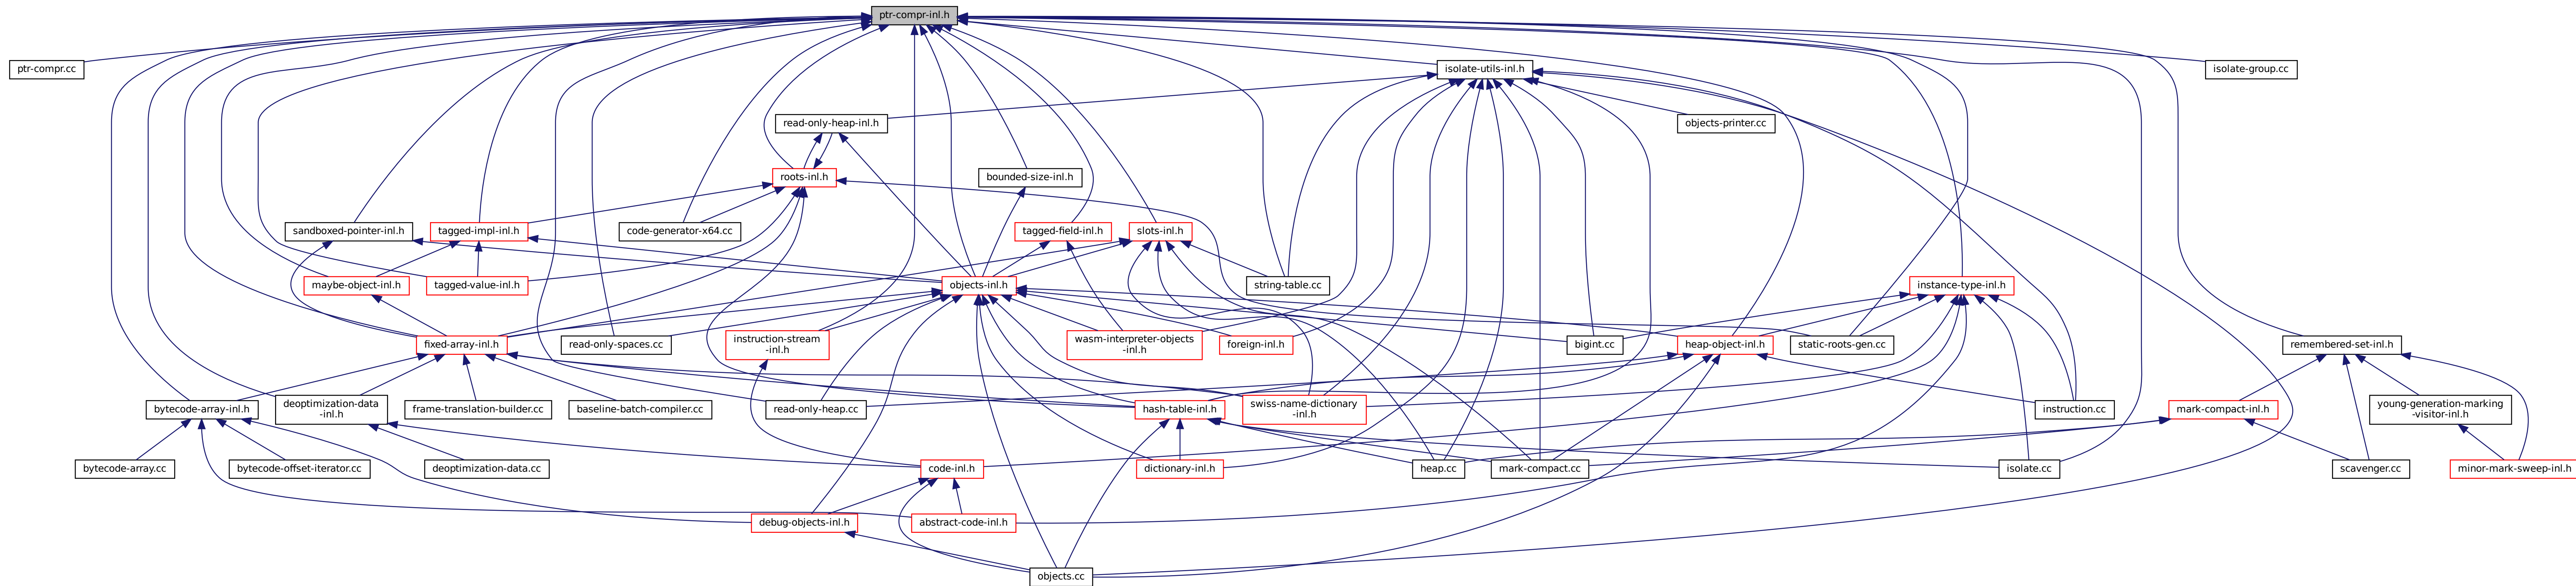 ptr-compr-inl.h
ptr-compr.cc
isolate-utils-inl.h
isolate-group.cc
read-only-heap-inl.h
objects-printer.cc
roots-inl.h
bounded-size-inl.h
sandboxed-pointer-inl.h
tagged-impl-inl.h
code-generator-x64.cc
tagged-field-inl.h
slots-inl.h
maybe-object-inl.h
tagged-value-inl.h
objects-inl.h
string-table.cc
instance-type-inl.h
fixed-array-inl.h
read-only-spaces.cc
instruction-stream
-inl.h
wasm-interpreter-objects
-inl.h
foreign-inl.h
bigint.cc
heap-object-inl.h
static-roots-gen.cc
remembered-set-inl.h
bytecode-array-inl.h
deoptimization-data
-inl.h
frame-translation-builder.cc
baseline-batch-compiler.cc
read-only-heap.cc
hash-table-inl.h
swiss-name-dictionary
-inl.h
instruction.cc
mark-compact-inl.h
young-generation-marking
-visitor-inl.h
bytecode-array.cc
bytecode-offset-iterator.cc
deoptimization-data.cc
code-inl.h
dictionary-inl.h
heap.cc
mark-compact.cc
isolate.cc
scavenger.cc
minor-mark-sweep-inl.h
debug-objects-inl.h
abstract-code-inl.h
objects.cc